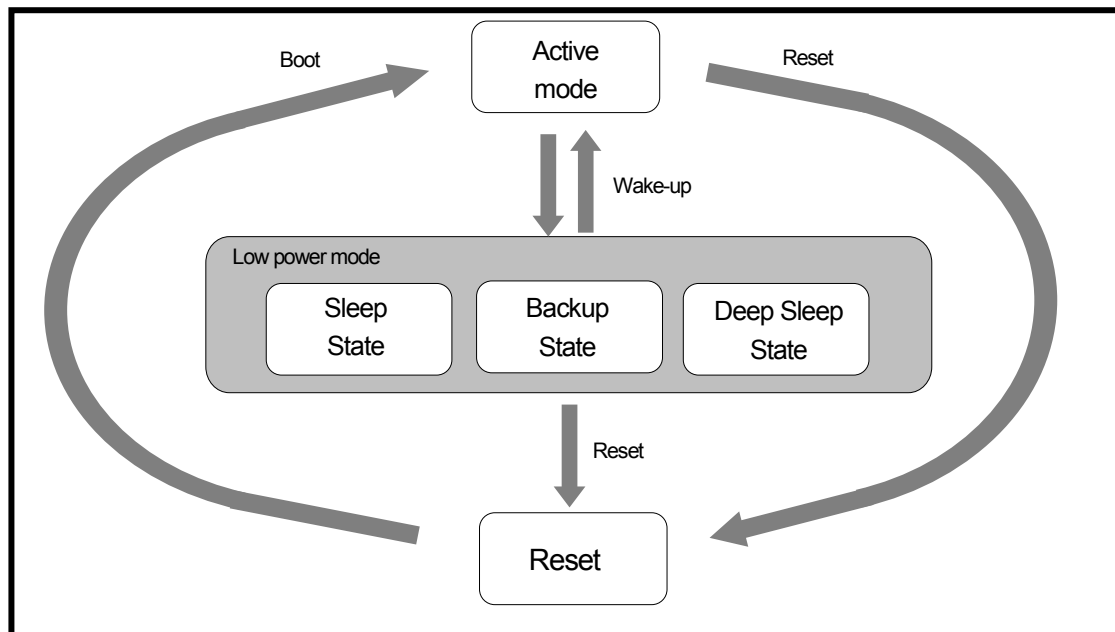 Active
mode
Boot
Reset
Wake-up
Low power mode
Sleep
State
Backup
State
Deep Sleep
State
Reset
Reset